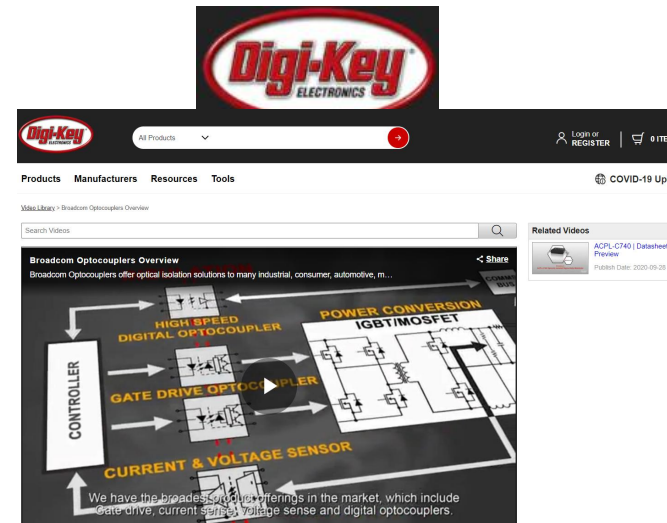 Digi-Key
ELECTRONICS
Digi-Key
ELECTRONICS
All Products
Login or
REGISTER
0 ITE
Products Manufacturers Resources Tools
COVID-19 Up
Video Library > Broadcom Optocouplers Overview
Search Videos
Related Videos
Broadcom Optocouplers Overview
Share
Broadcom Optocouplers offer optical isolation solutions to many industrial, consumer, automotive, m…
ACPL-C740 | Datasheet
Preview
Publish Date: 2020-09-28
COMM
BUS
HIGH SPEED
DIGITAL OPTOCOUPLER
POWER CONVERSION
IGBT/MOSFET
CONTROLLER
GATE DRIVE OPTOCOUPLER
CURRENT & VOLTAGE SENSOR
We have the broadest product offerings in the market, which include
Gate drive, current sense, voltage sense and digital optocouplers.